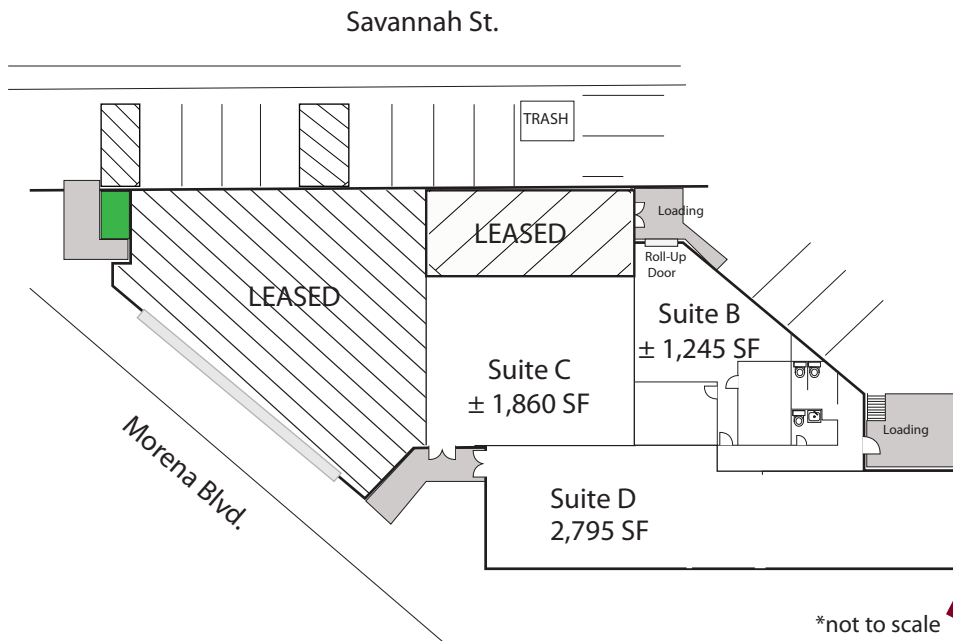 Savannah St.
TRASH
Loading
LEASED
Roll-Up
Door
LEASED
Suite B
± 1,245 SF
Suite C
± 1,860 SF
Morena Blvd.
Loading
Suite D
2,795 SF
*not to scale